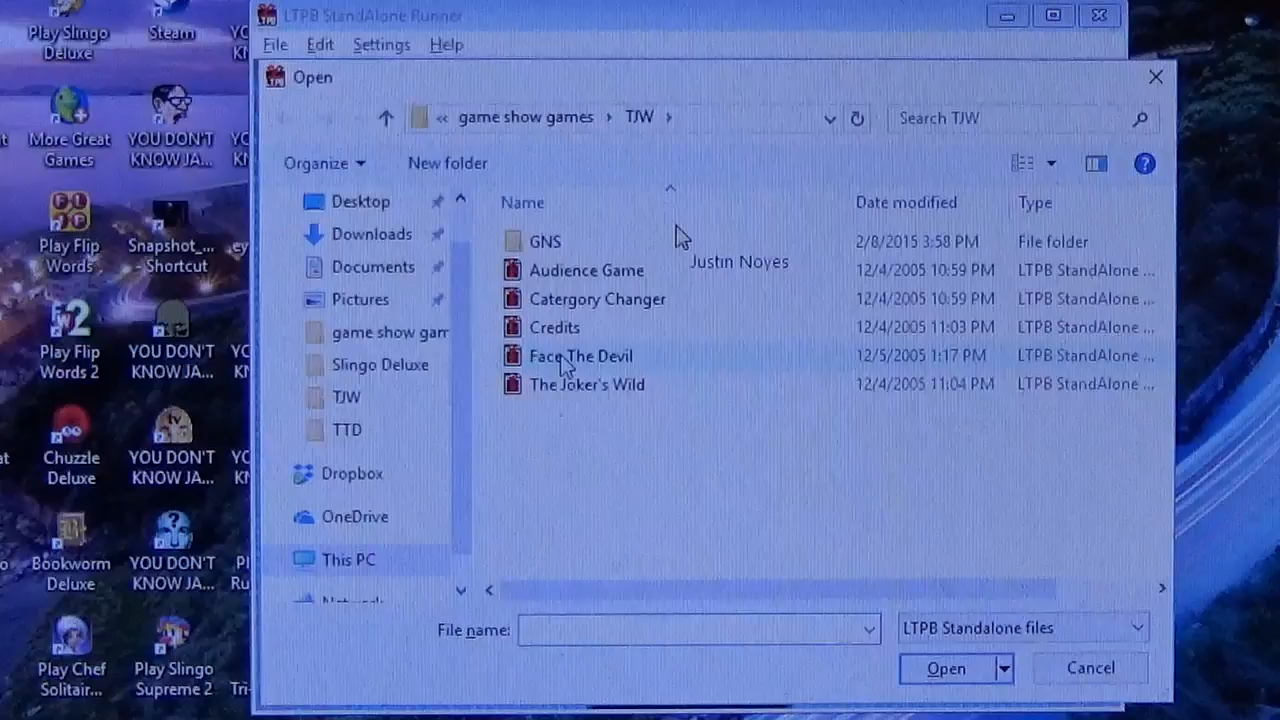 Play Slingo
Deluxe
Steam
More Great
Games
YOU DON'T
KNOW JA...
Play Flip
Words
Snapshot_...
- Shortcut
Play Flip
Words 2
YOU DON'T
KNOW JA...
Chuzzle
Deluxe
YOU DON'T
KNOW JA...
Bookworm
Deluxe
YOU DON'T
KNOW JA...
Play Chef
Solitair...
Play Slingo
Supreme 2
LTPB StandAlone Runner
File Edit Settings Help
Open
« game show games › TJW ›
Search TJW
Organize
New folder
Desktop
Downloads
Documents
Pictures
game show gam
Slingo Deluxe
TJW
TTD
Dropbox
OneDrive
This PC
Network
Name Date modified Type
GNS 2/8/2015 3:58 PM File folder
Justin Noyes
Audience Game 12/4/2005 10:59 PM LTPB StandAlone ...
Catergory Changer 12/4/2005 10:59 PM LTPB StandAlone ...
Credits 12/4/2005 11:03 PM LTPB StandAlone ...
Face The Devil 12/5/2005 1:17 PM LTPB StandAlone ...
The Joker's Wild 12/4/2005 11:04 PM LTPB StandAlone ...
File name:
LTPB Standalone files
Open
Cancel